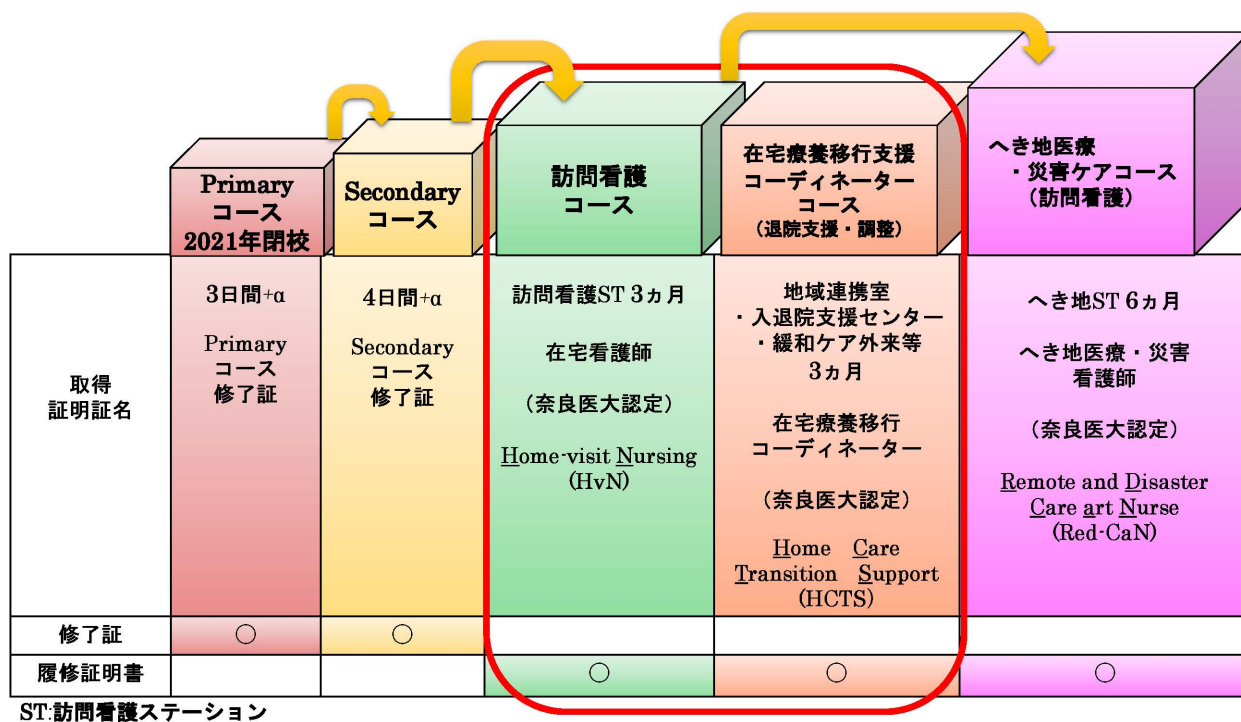 Primary
コース
2021年閉校
Secondary
コース
訪問看護
コース
在宅療養移行支援
コーディネーター
コース
(退院支援・調整)
へき地医療
・災害ケアコース
(訪問看護)
取得
証明証名
3日間+α
Primary
コース
修了証
4日間+α
Secondary
コース
修了証
訪問看護ST 3ヵ月
在宅看護師
（奈良医大認定）
Home-visit Nursing
(HvN)
地域連携室
・入退院支援センター
・緩和ケア外来等
3ヵ月
在宅療養移行
コーディネーター
（奈良医大認定）
Home Care
Transition Support
(HCTS)
へき地ST 6ヵ月
へき地医療・災害
看護師
（奈良医大認定）
Remote and Disaster
Care art Nurse
(Red-CaN)
修了証 ○ ○
履修証明書 ○ ○ ○
ST:訪問看護ステーション